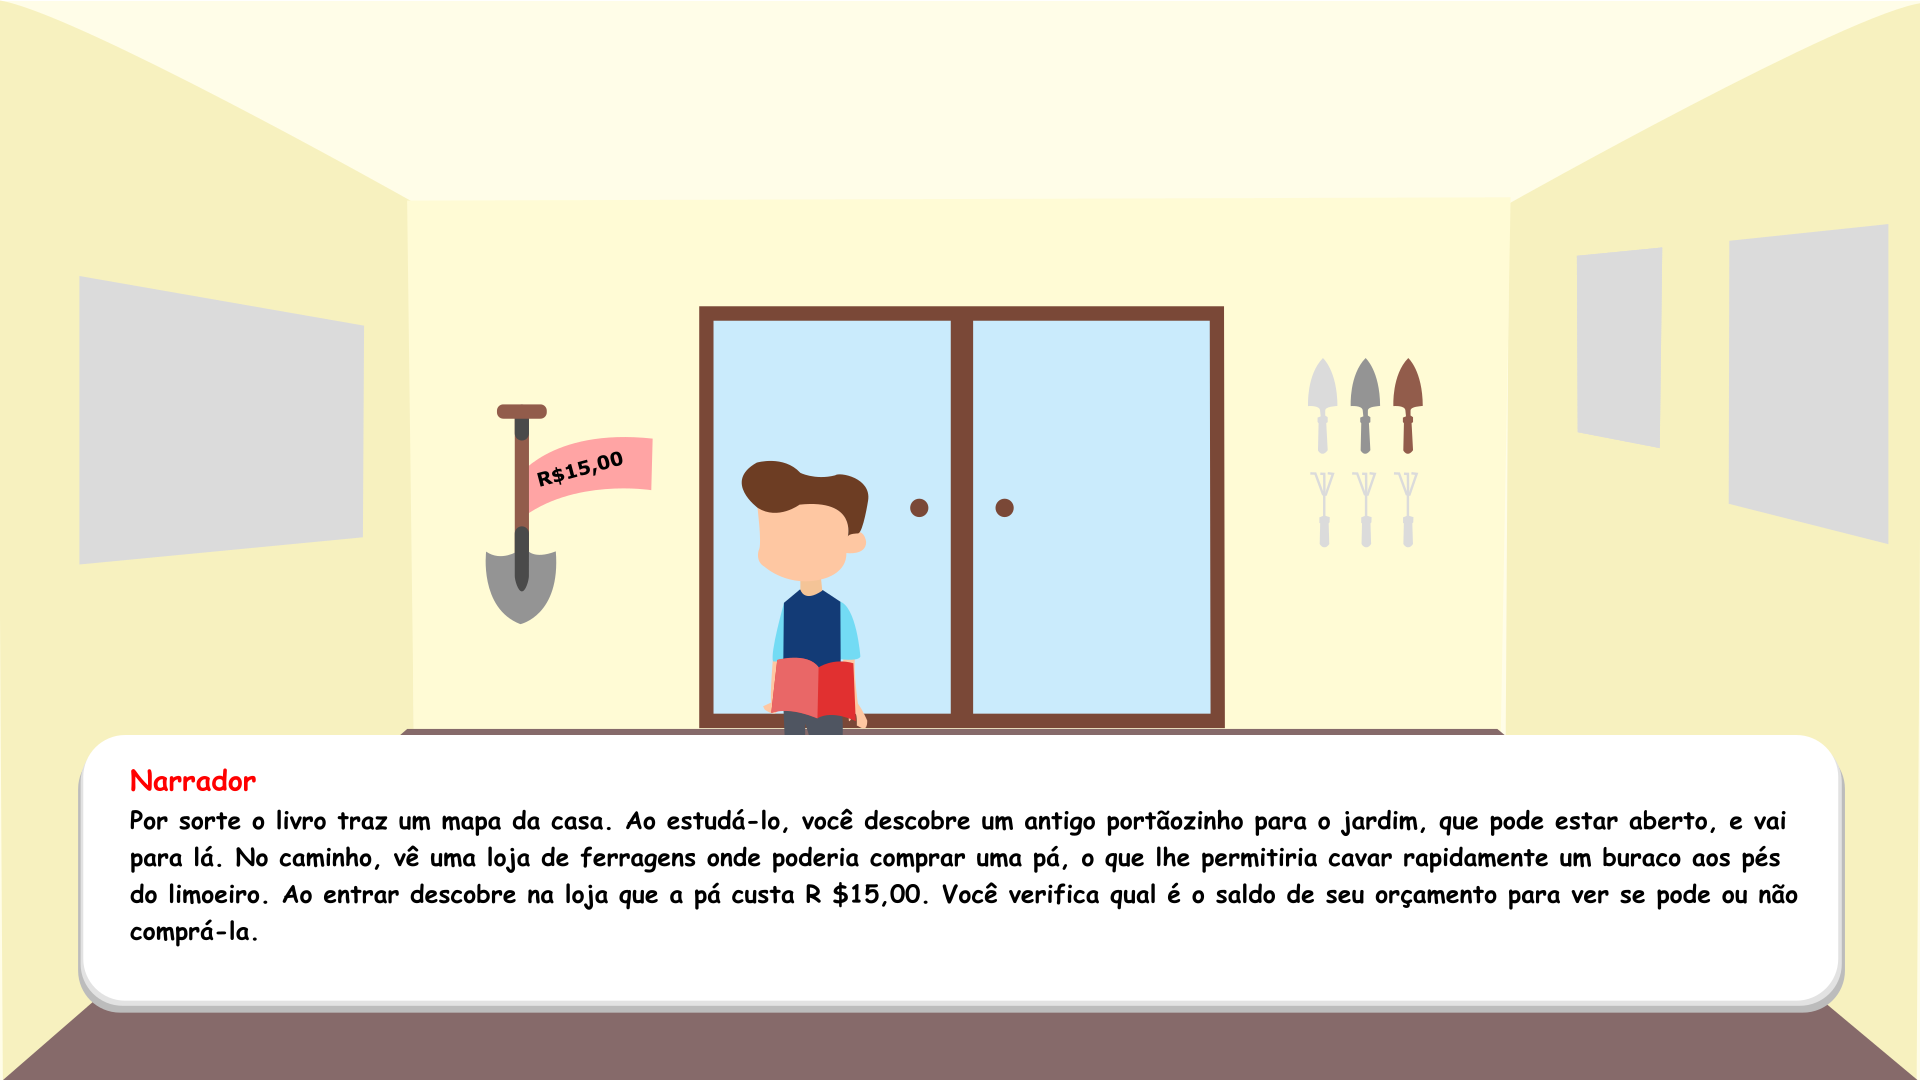 R$15,00
Narrador
Por sorte o livro traz um mapa da casa. Ao estudá-lo, você descobre um antigo portãozinho para o jardim, que pode estar aberto, e vai
para lá. No caminho, vê uma loja de ferragens onde poderia comprar uma pá, o que lhe permitiria cavar rapidamente um buraco aos pés
do limoeiro. Ao entrar descobre na loja que a pá custa R $15,00. Você verifica qual é o saldo de seu orçamento para ver se pode ou não
comprá-la.